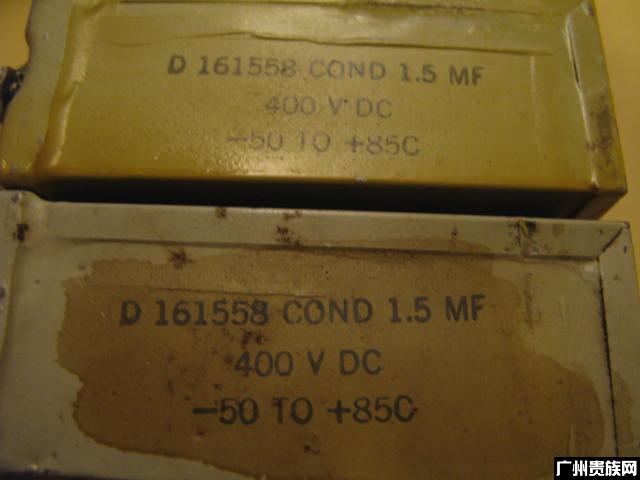 D 161558 COND 1.5 MF
400 V DC
-50 TO +85C
D 161558 COND 1.5 MF
400 V DC
-50 TO +85C
广州贵族网